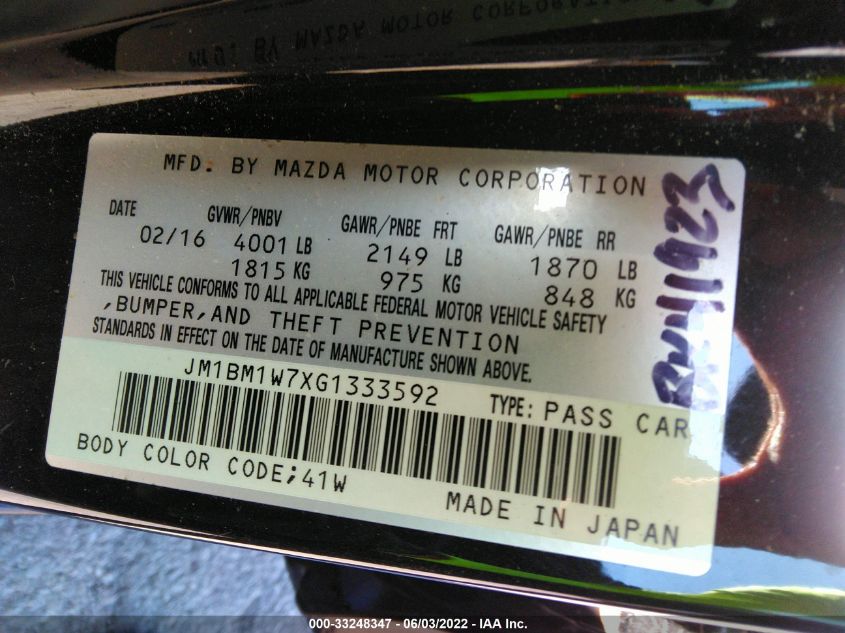 MFD. BY MAZDA MOTOR CORPORATION
DATE GVWR/PNBV GAWR/PNBE FRT GAWR/PNBE RR
02/16 4001 LB 2149 LB 1870 LB
1815 KG 975 KG 848 KG
THIS VEHICLE CONFORMS TO ALL APPLICABLE FEDERAL MOTOR VEHICLE SAFETY
,BUMPER,AND THEFT PREVENTION
STANDARDS IN EFFECT ON THE DATE OF MANUFACTURE SHOWN ABOVE.
JM1BM1W7XG1333592
TYPE: PASS CAR
BODY COLOR CODE;41W
MADE IN JAPAN
000-33248347 - 06/03/2022 - IAA Inc.